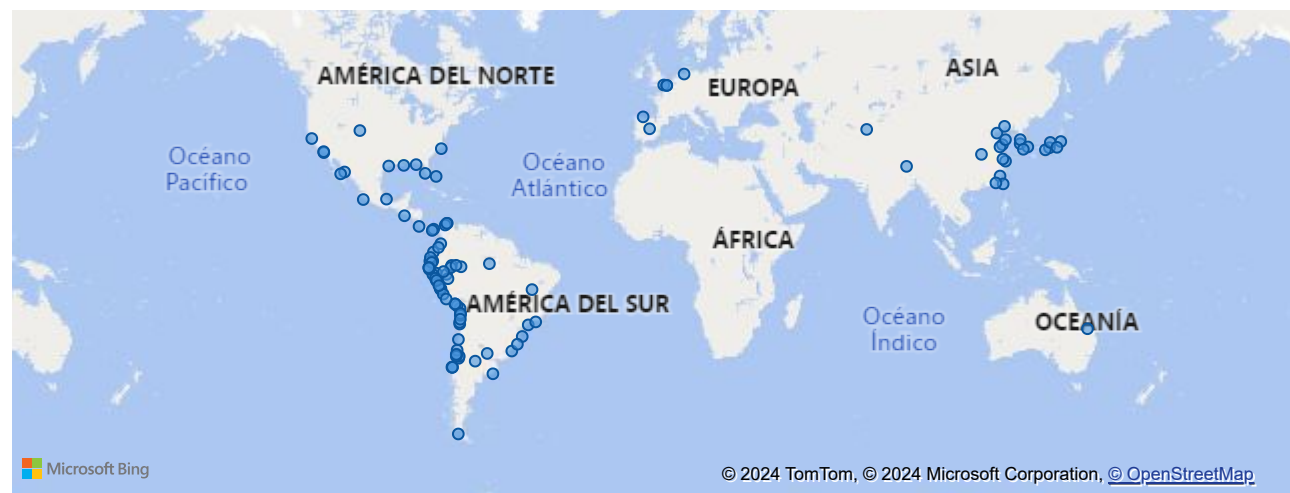 AMÉRICA DEL NORTE
EUROPA
ASIA
Océano
Pacífico
Océano
Atlántico
ÁFRICA
AMÉRICA DEL SUR
Océano
Índico
OCEANÍA
Microsoft Bing
© 2024 TomTom, © 2024 Microsoft Corporation, © OpenStreetMap